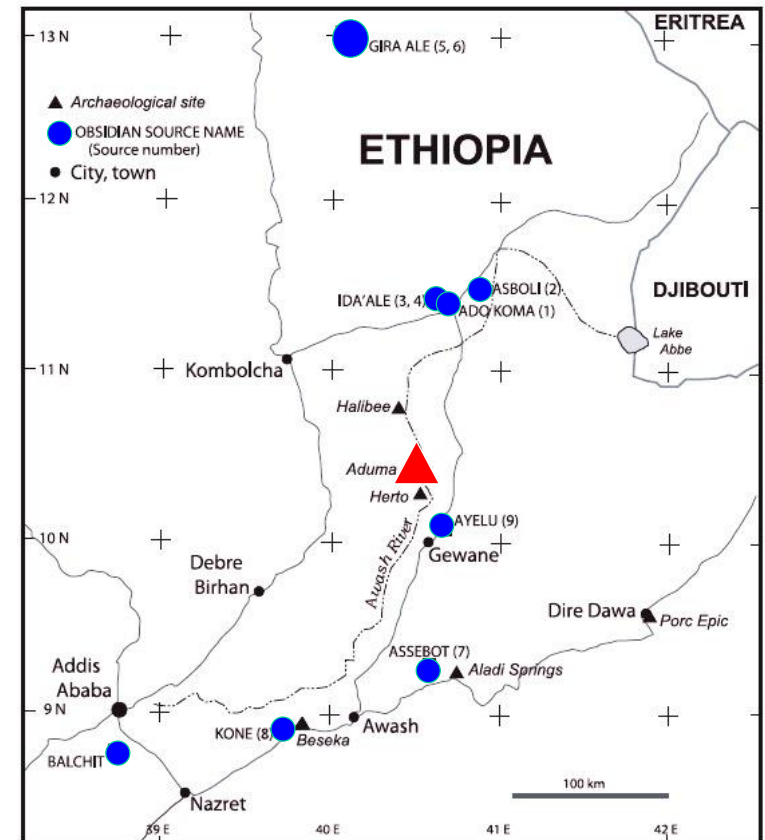 13 N
ERITREA
GIRA ALE (5, 6)
Archaeological site
OBSIDIAN SOURCE NAME
(Source number)
City, town
ETHIOPIA
12 N
IDA'ALE (3, 4)
ASBOLI (2)
ADO KOMA (1)
DJIBOUTI
Lake
Abbe
11 N
Kombolcha
Halibee
Aduma
Herto
AYELU (9)
10 N
Gewane
Awash River
Debre
Birhan
Dire Dawa
Porc Epic
ASSEBOT (7)
Aladi Springs
Addis
Ababa
9 N
KONE (8)
Beseka
Awash
BALCHIT
Nazret
100 km
39 E
40 E
41 E
42 E